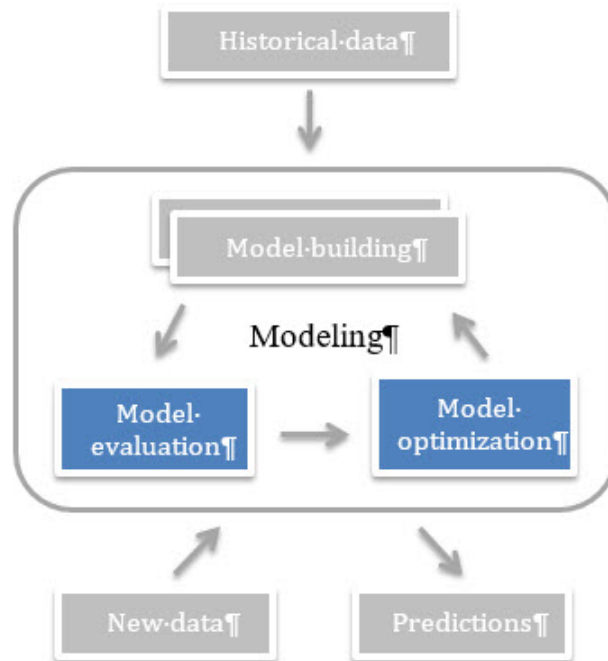 Historical·data¶
Model·building¶
Modeling¶
Model·
evaluation¶
Model·
optimization¶
New·data¶
Predictions¶